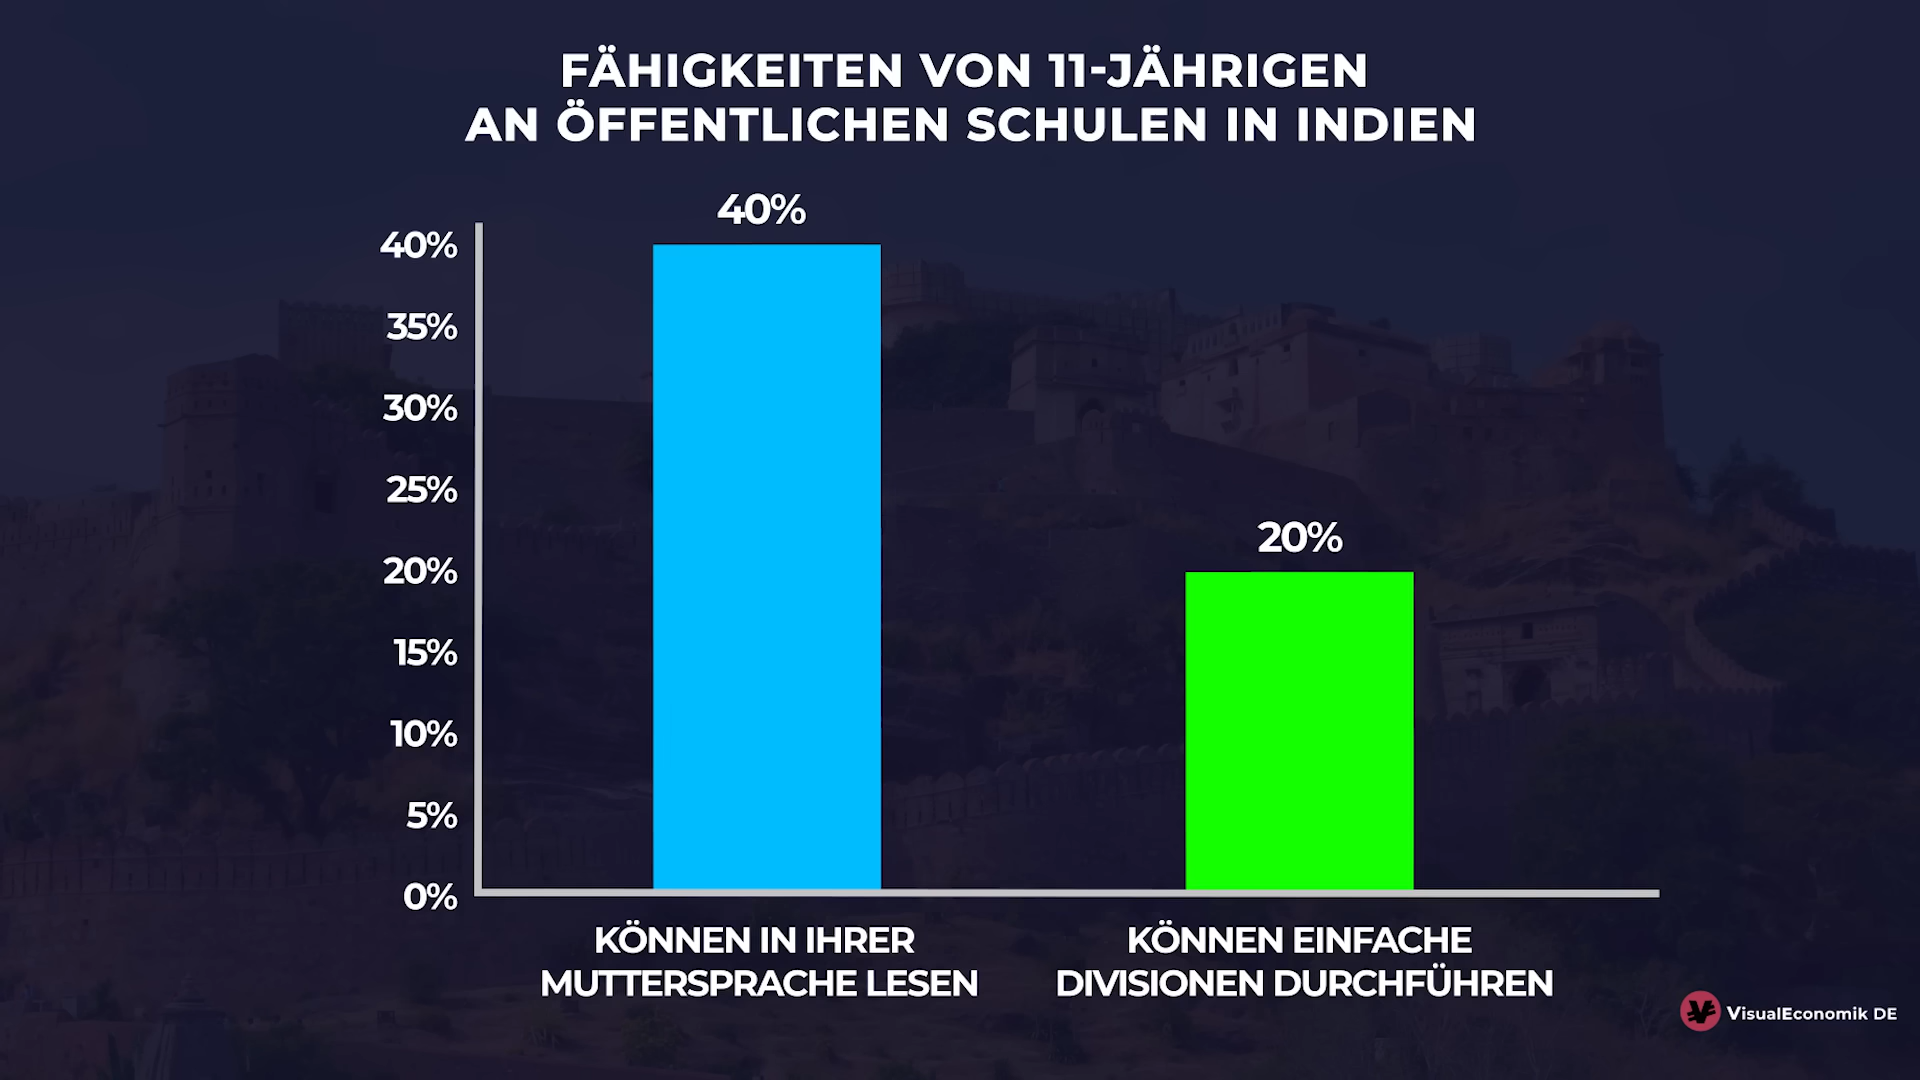 FÄHIGKEITEN VON 11-JÄHRIGEN
AN ÖFFENTLICHEN SCHULEN IN INDIEN
40%
40%
35%
30%
25%
20%
20%
15%
10%
5%
0%
KÖNNEN IN IHRER
MUTTERSPRACHE LESEN
KÖNNEN EINFACHE
DIVISIONEN DURCHFÜHREN
VisualEconomik DE